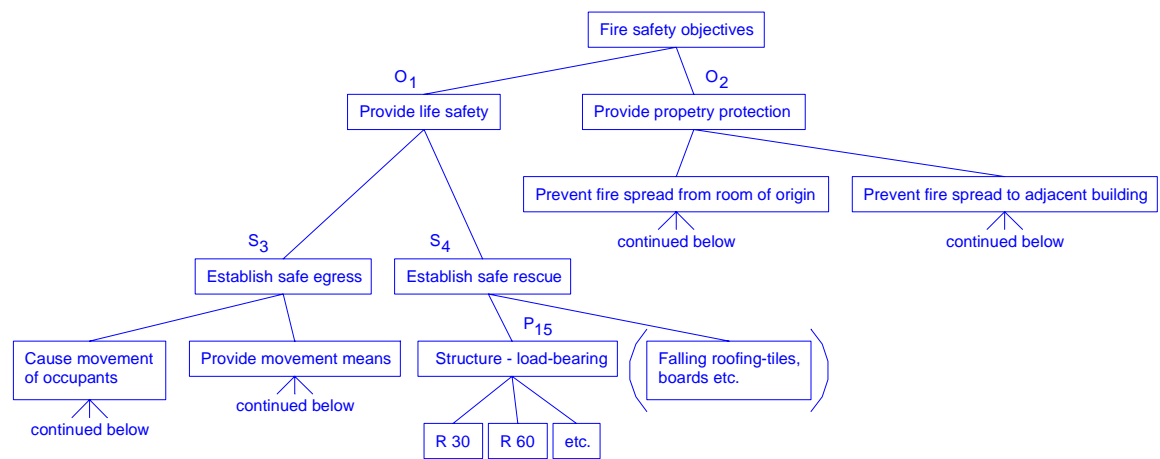 Fire safety objectives
O1
O2
Provide life safety
Provide propetry protection
Prevent fire spread from room of origin
Prevent fire spread to adjacent building
continued below
continued below
S3
S4
Establish safe egress
Establish safe rescue
P15
Cause movement
of occupants
Provide movement means
Structure - load-bearing
Falling roofing-tiles,
boards etc.
continued below
continued below
R 30
R 60
etc.